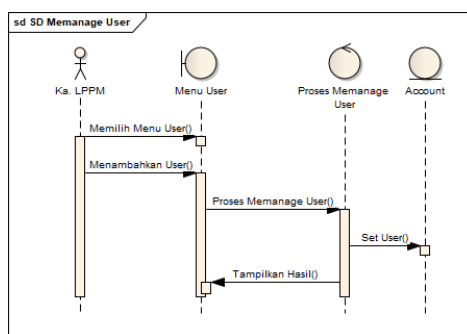 sd SD Memanage User
Ka. LPPM
Menu User
Proses Memanage
User
Account
Memilih Menu User()
Menambahkan User()
Proses Memanage User()
Set User()
Tampilkan Hasil()